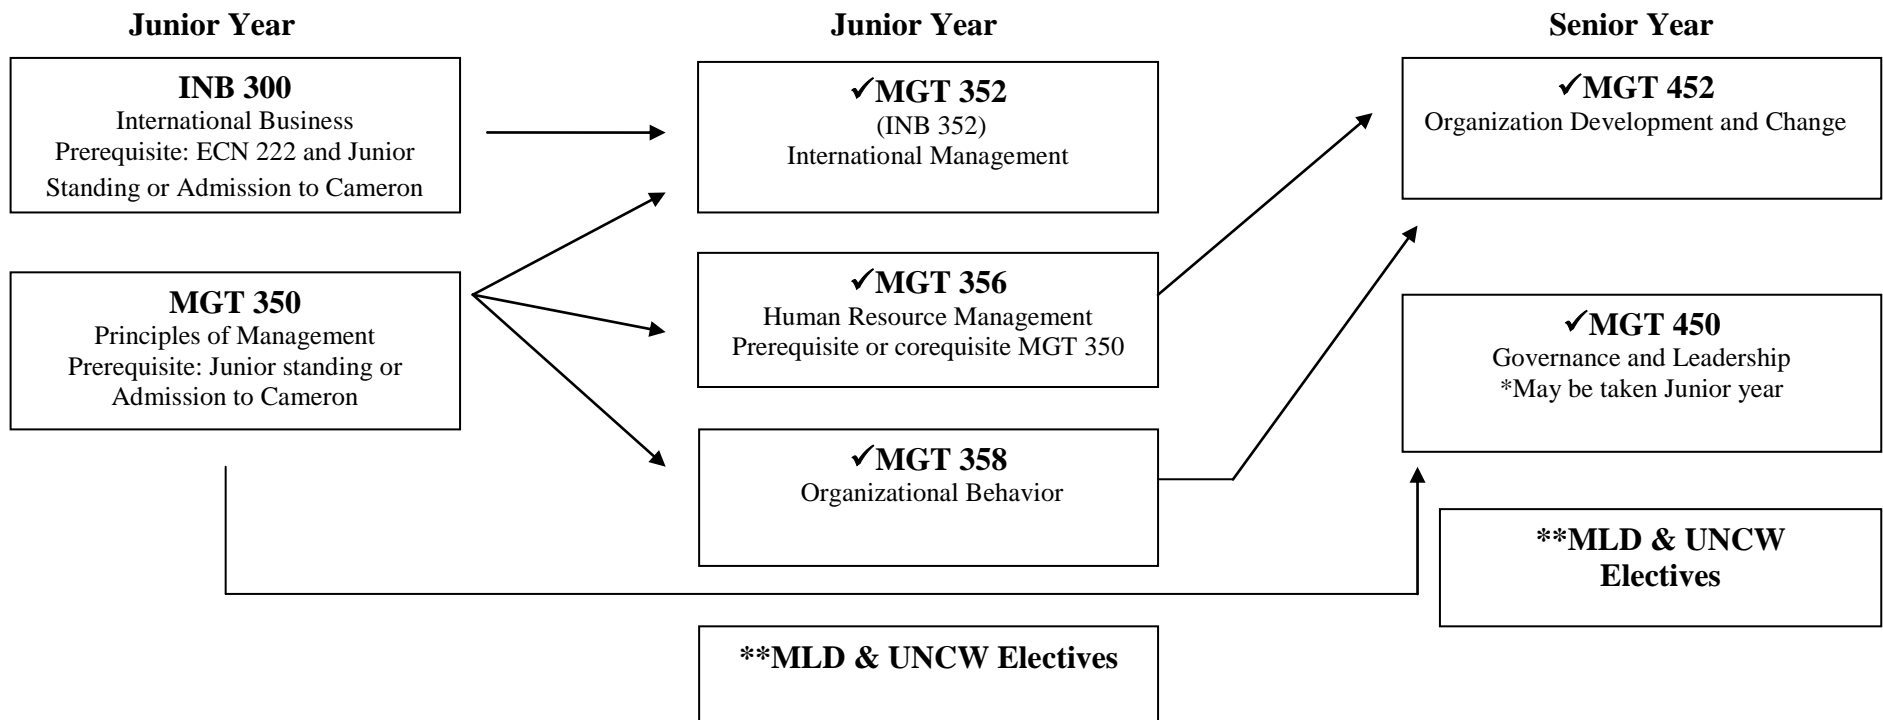 Junior Year
INB 300
International Business
Prerequisite: ECN 222 and Junior
Standing or Admission to Cameron
MGT 350
Principles of Management
Prerequisite: Junior standing or
Admission to Cameron
Junior Year
✓MGT 352
(INB 352)
International Management
✓MGT 356
Human Resource Management
Prerequisite or corequisite MGT 350
✓MGT 358
Organizational Behavior
**MLD & UNCW Electives
Senior Year
✓MGT 452
Organization Development and Change
✓MGT 450
Governance and Leadership
*May be taken Junior year
**MLD & UNCW
Electives